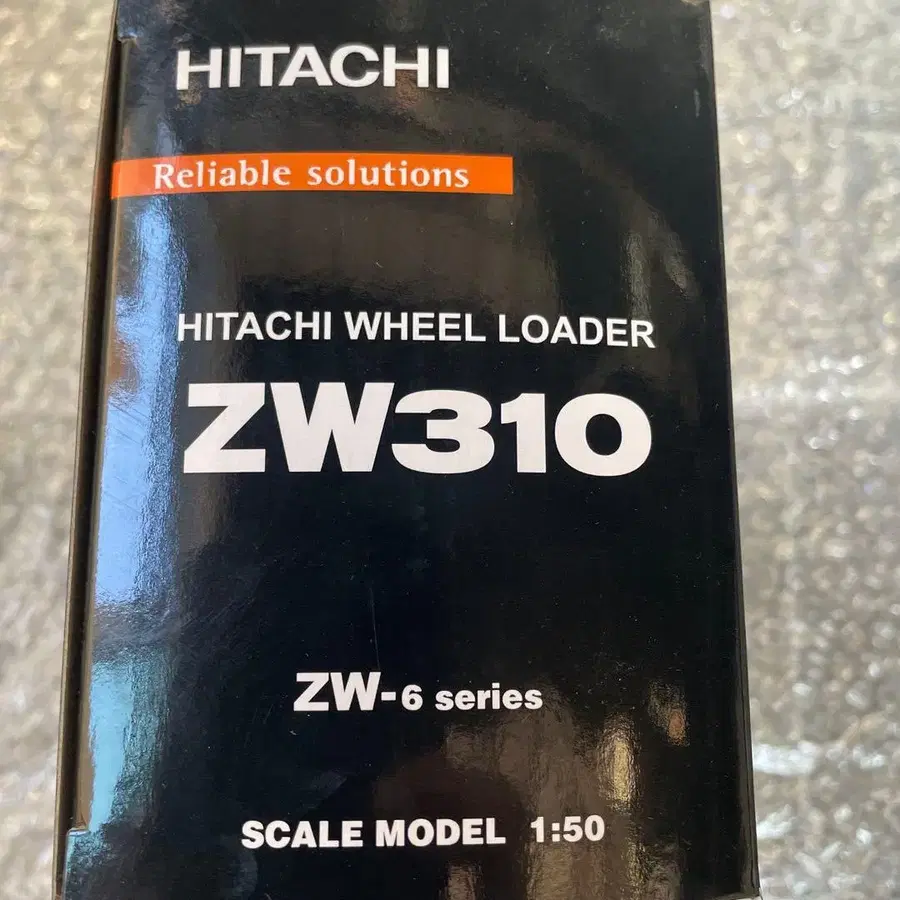 HITACHI
Reliable solutions
HITACHI WHEEL LOADER
ZW310
ZW-6 series
SCALE MODEL 1:50